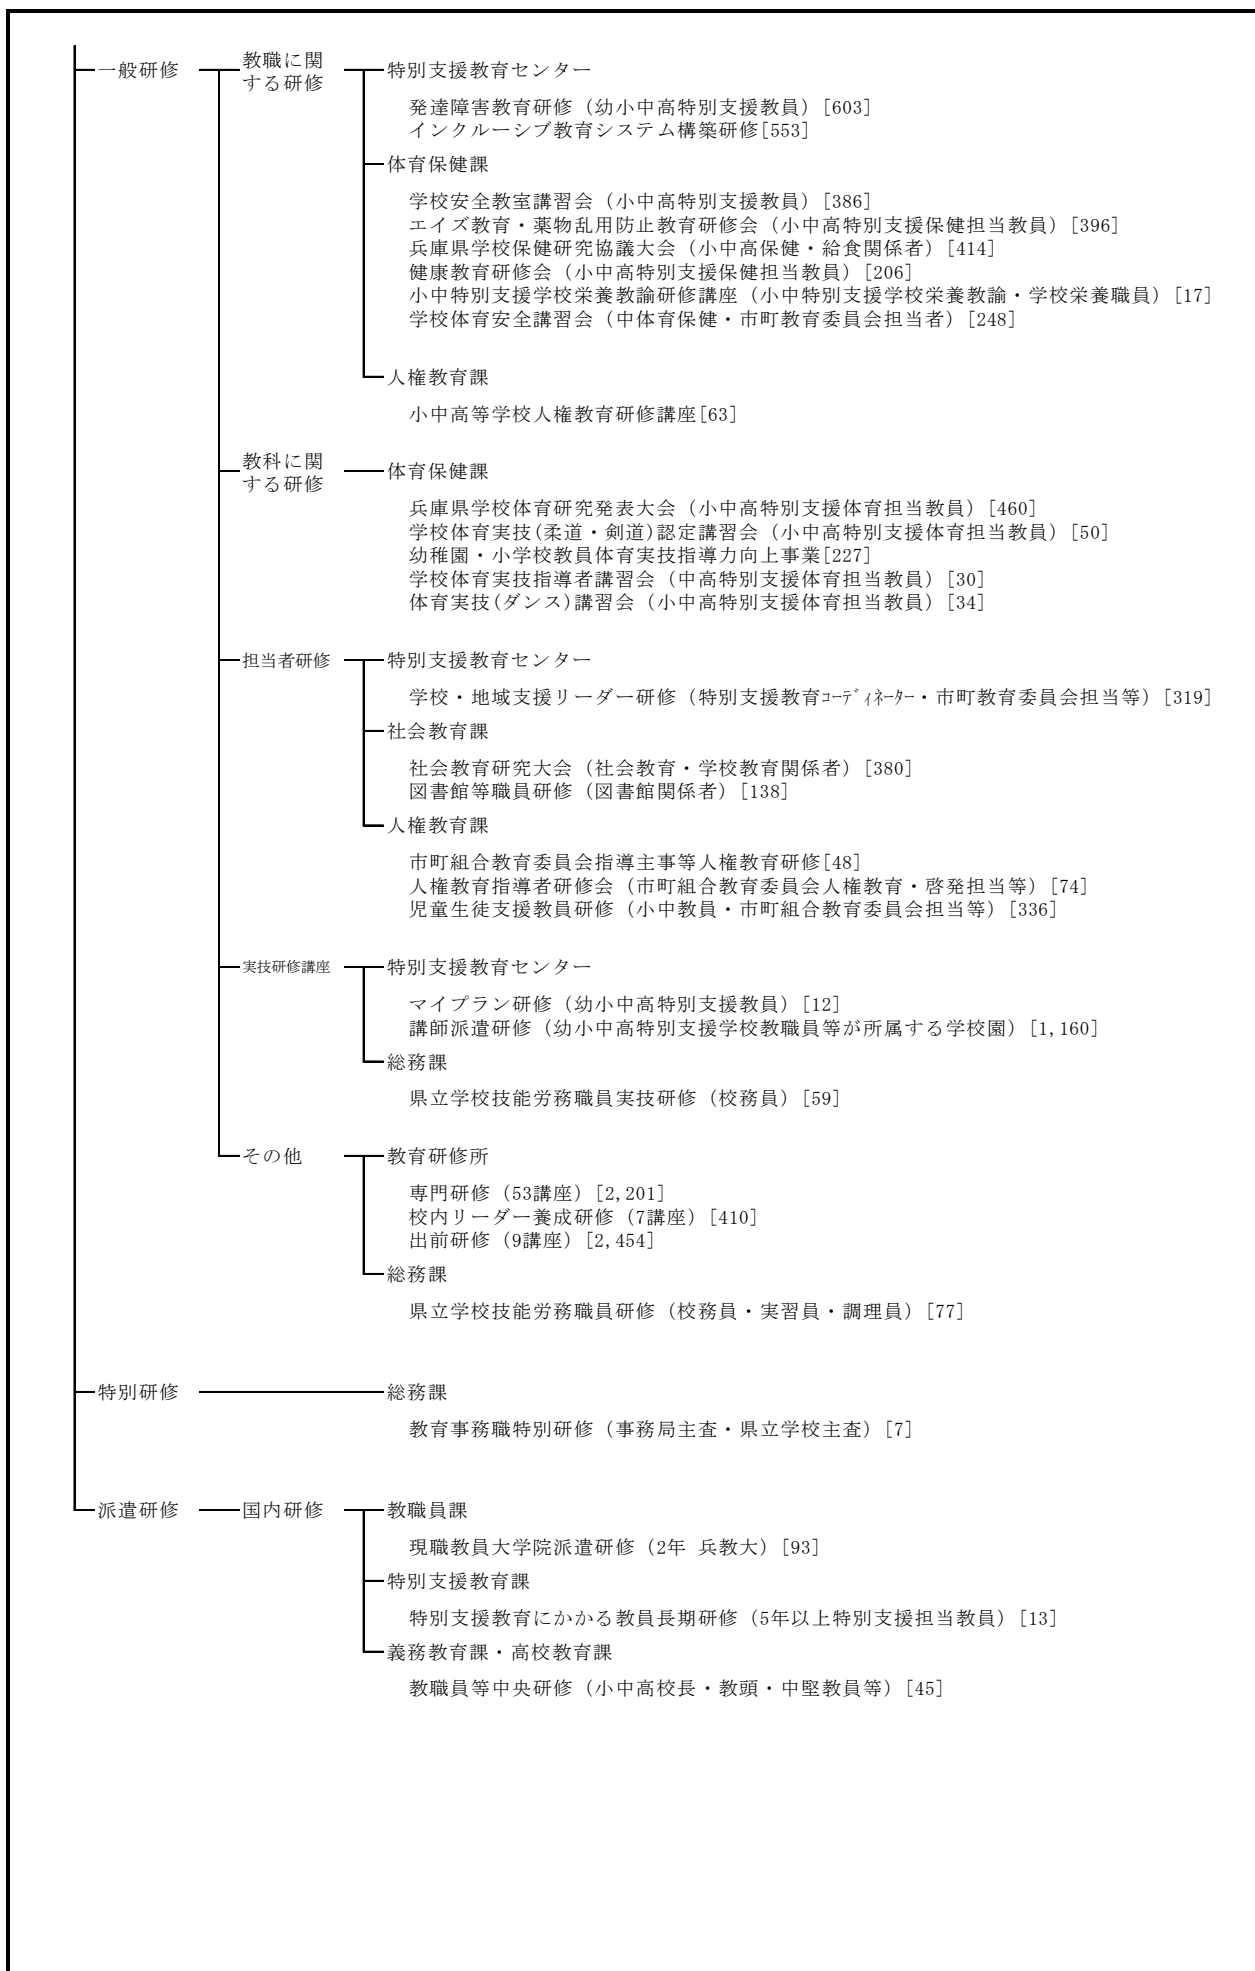 一般研修
教職に関
する研修
特別支援教育センター
発達障害教育研修（幼小中高特別支援教員）[603]
インクルーシブ教育システム構築研修[553]
体育保健課
学校安全教室講習会（小中高特別支援教員）[386]
エイズ教育・薬物乱用防止教育研修会（小中高特別支援保健担当教員）[396]
兵庫県学校保健研究協議大会（小中高保健・給食関係者）[414]
健康教育研修会（小中高特別支援保健担当教員）[206]
小中特別支援学校栄養教諭研修講座（小中特別支援学校栄養教諭・学校栄養職員）[17]
学校体育安全講習会（中体育保健・市町教育委員会担当者）[248]
人権教育課
小中高等学校人権教育研修講座[63]
教科に関
する研修
体育保健課
兵庫県学校体育研究発表大会（小中高特別支援体育担当教員）[460]
学校体育実技(柔道・剣道)認定講習会（小中高特別支援体育担当教員）[50]
幼稚園・小学校教員体育実技指導力向上事業[227]
学校体育実技指導者講習会（中高特別支援体育担当教員）[30]
体育実技(ダンス)講習会（小中高特別支援体育担当教員）[34]
担当者研修
特別支援教育センター
学校・地域支援リーダー研修（特別支援教育ｺｰﾃﾞｨﾈｰﾀｰ・市町教育委員会担当等）[319]
社会教育課
社会教育研究大会（社会教育・学校教育関係者）[380]
図書館等職員研修（図書館関係者）[138]
人権教育課
市町組合教育委員会指導主事等人権教育研修[48]
人権教育指導者研修会（市町組合教育委員会人権教育・啓発担当等）[74]
児童生徒支援教員研修（小中教員・市町組合教育委員会担当等）[336]
実技研修講座
特別支援教育センター
マイプラン研修（幼小中高特別支援教員）[12]
講師派遣研修（幼小中高特別支援学校教職員等が所属する学校園）[1,160]
総務課
県立学校技能労務職員実技研修（校務員）[59]
その他
教育研修所
専門研修（53講座）[2,201]
校内リーダー養成研修（7講座）[410]
出前研修（9講座）[2,454]
総務課
県立学校技能労務職員研修（校務員・実習員・調理員）[77]
特別研修
総務課
教育事務職特別研修（事務局主査・県立学校主査）[7]
派遣研修
国内研修
教職員課
現職教員大学院派遣研修（2年 兵教大）[93]
特別支援教育課
特別支援教育にかかる教員長期研修（5年以上特別支援担当教員）[13]
義務教育課・高校教育課
教職員等中央研修（小中高校長・教頭・中堅教員等）[45]